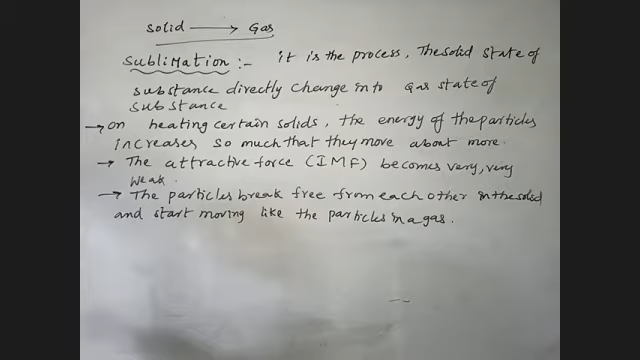 solid ⟶ Gas
Sublimation :- it is the process, The solid state of
substance directly change in to Gas state of
substance
→ on heating certain solids, the energy of the particles
increases so much that they move about more.
→ The attractive force (IMF) becomes very, very
weak.
→ The particles break free from each other in the solid
and start moving like the particles in a gas.